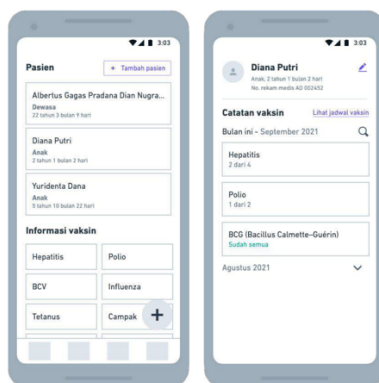 3:03
Pasien
+ Tambah pasien
Albertus Gagas Pradana Dian Nugra...
Dewasa
22 tahun 3 bulan 9 hari
Diana Putri
Anak
2 tahun 1 bulan 2 hari
Yuridenta Dana
Anak
5 tahun 10 bulan 22 hari
Informasi vaksin
Hepatitis
Polio
BCV
Influenza
Tetanus
Campak
+
3:03
Diana Putri
Anak, 2 tahun 1 bulan 2 hari
No. rekam medis AD 002452
Catatan vaksin
Lihat jadwal vaksin
Bulan ini - September 2021
Hepatitis
2 dari 4
Polio
1 dari 2
BCG (Bacillus Calmette-Guérin)
Sudah semua
Agustus 2021